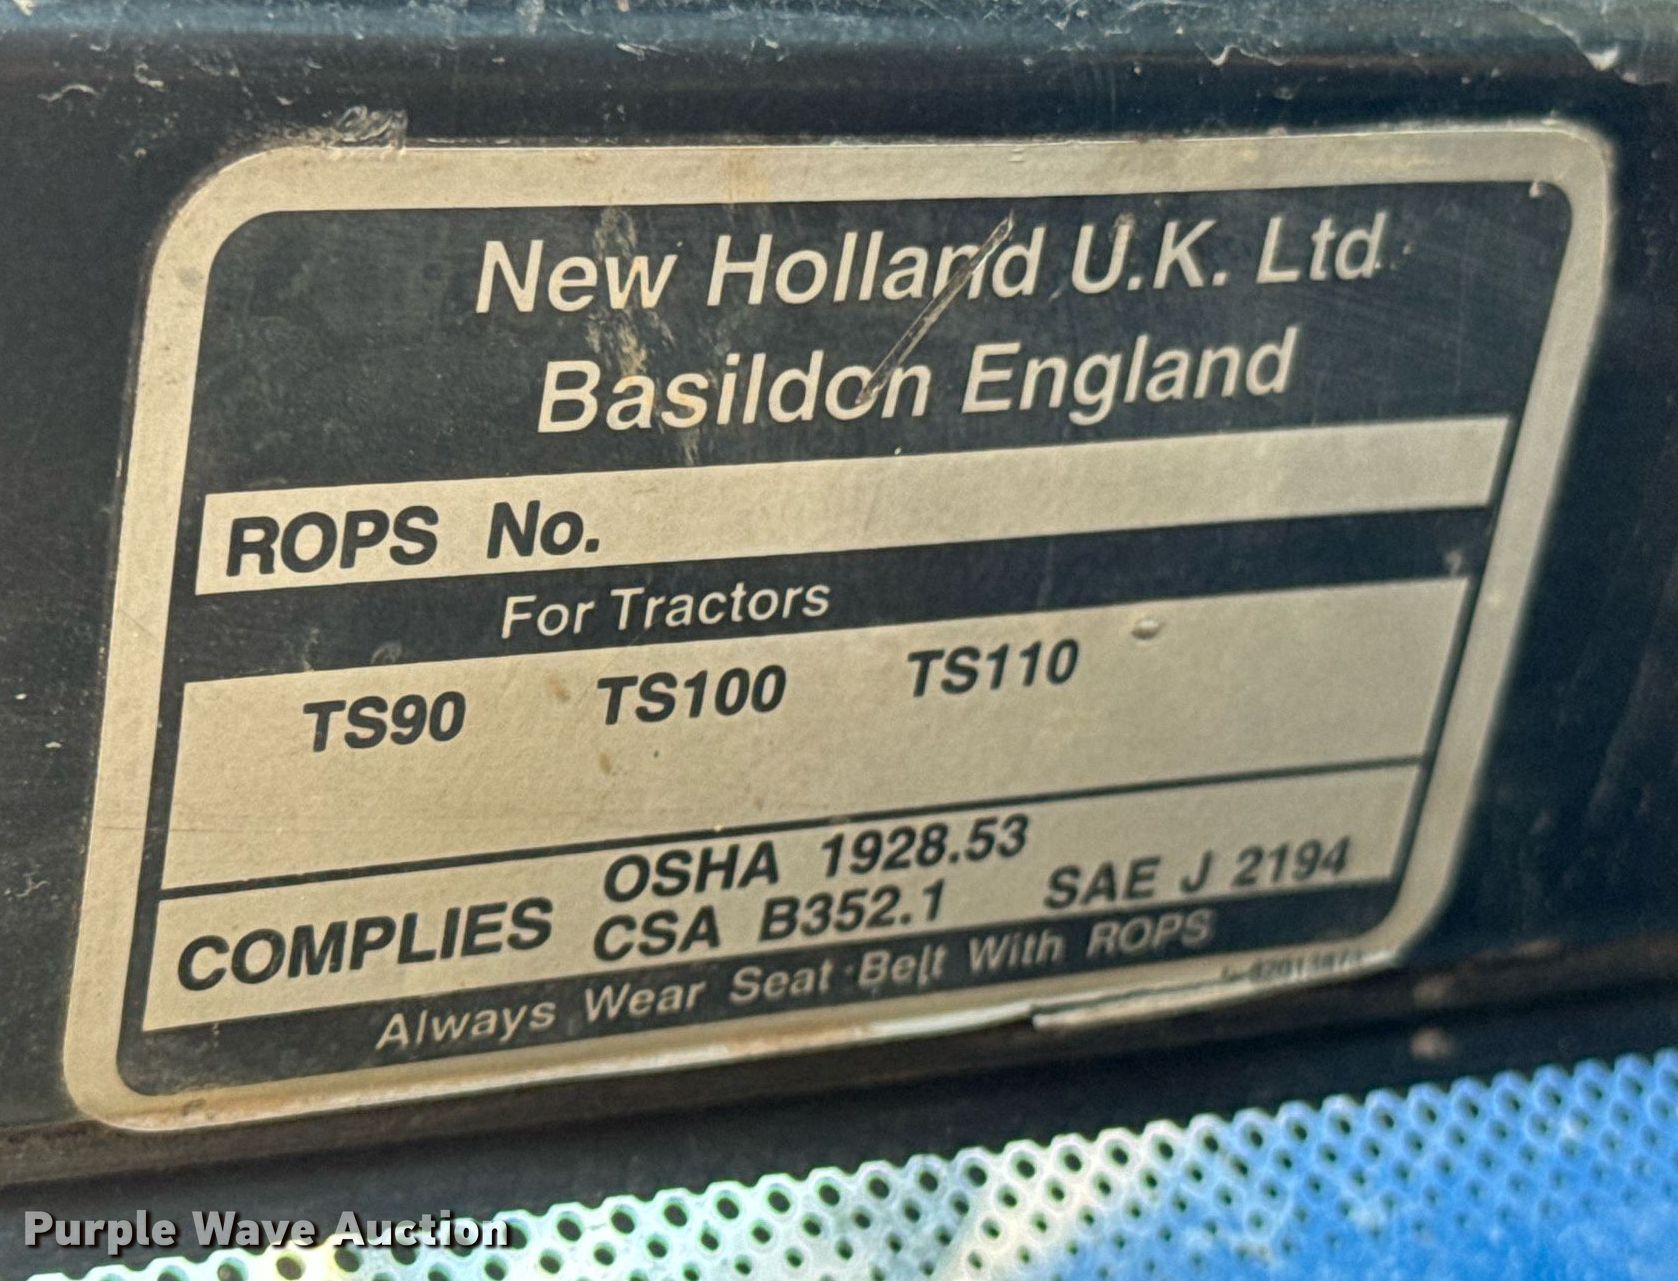 New Holland U.K. Ltd
Basildon England
ROPS No.
For Tractors
TS90 TS100 TS110
COMPLIES OSHA 1928.53
CSA B352.1 SAE J 2194
Always Wear Seat Belt With ROPS
Purple Wave Auction